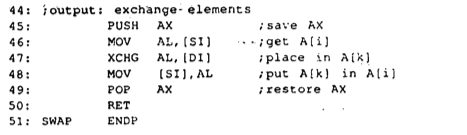 44: ;output: exchange elements
45: PUSH AX ;save AX
46: MOV AL,[SI] ;get A[i]
47: XCHG AL,[DI] ;place in A[k]
48: MOV [SI],AL ;put A[k] in A[i]
49: POP AX ;restore AX
50: RET
51: SWAP ENDP